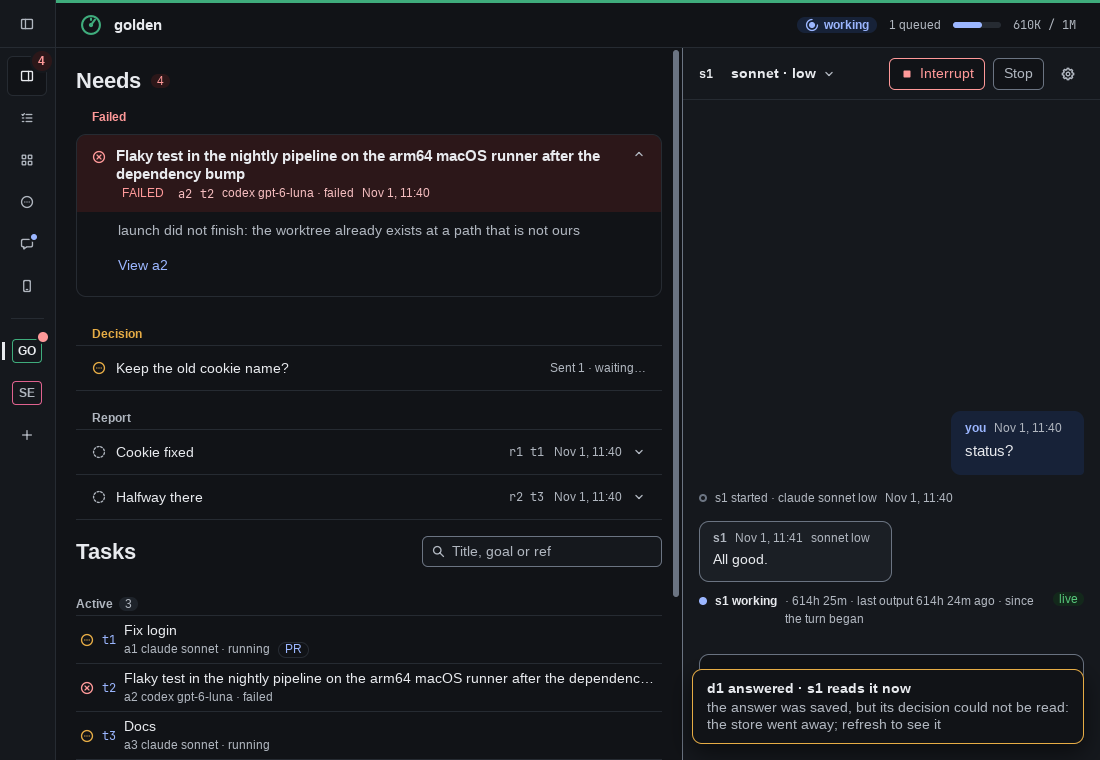 golden
working
1 queued
610K / 1M
4
GO
SE
Needs 4
Failed
Flaky test in the nightly pipeline on the arm64 macOS runner after the
dependency bump
FAILED a2 t2 codex gpt-6-luna · failed Nov 1, 11:40
launch did not finish: the worktree already exists at a path that is not ours
View a2
Decision
Keep the old cookie name? Sent 1 · waiting…
Report
Cookie fixed r1 t1 Nov 1, 11:40
Halfway there r2 t3 Nov 1, 11:40
Tasks
Title, goal or ref
Active 3
t1 Fix login
a1 claude sonnet · running PR
t2 Flaky test in the nightly pipeline on the arm64 macOS runner after the dependenc…
a2 codex gpt-6-luna · failed
t3 Docs
a3 claude sonnet · running
s1 sonnet · low
Interrupt
Stop
you Nov 1, 11:40
status?
s1 started · claude sonnet low Nov 1, 11:40
s1 Nov 1, 11:41 sonnet low
All good.
s1 working · 614h 25m · last output 614h 24m ago · since
the turn began
live
d1 answered · s1 reads it now
the answer was saved, but its decision could not be read:
the store went away; refresh to see it